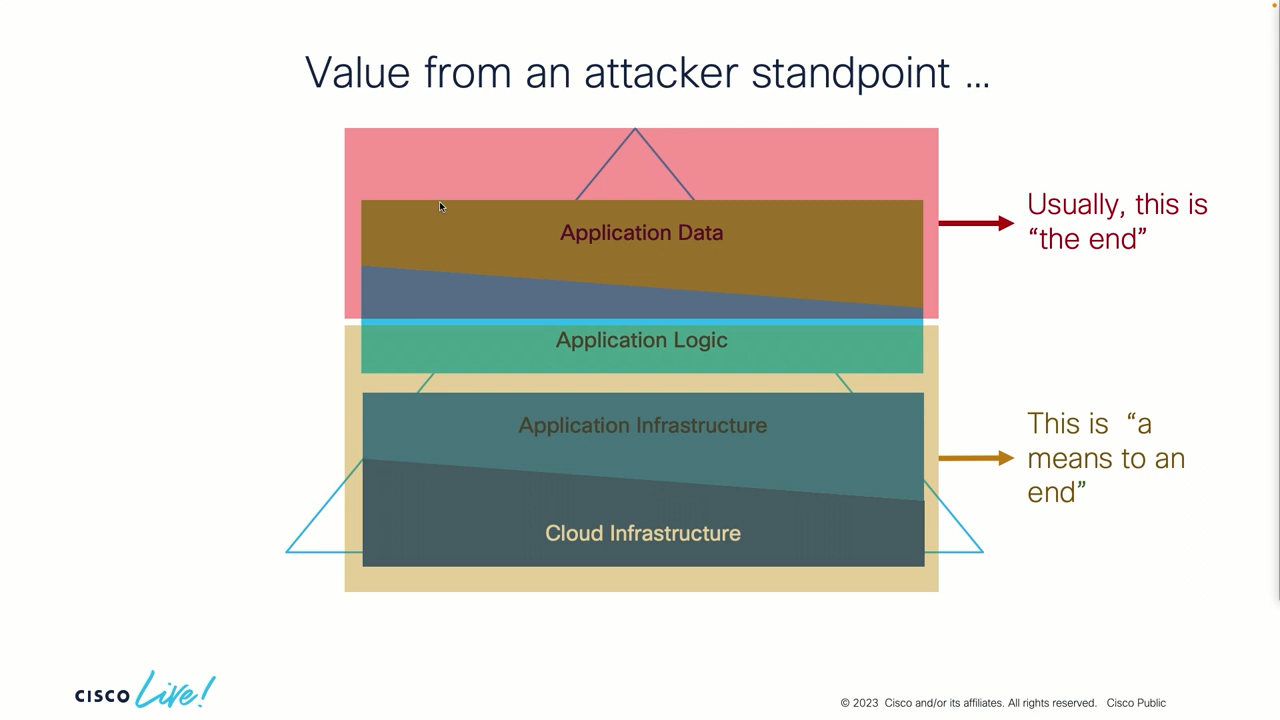 Value from an attacker standpoint ...
Application Data
Usually, this is
“the end”
Application Logic
Application Infrastructure
This is “a
means to an
end”
Cloud Infrastructure
CISCO Live!
© 2023 Cisco and/or its affiliates. All rights reserved. Cisco Public